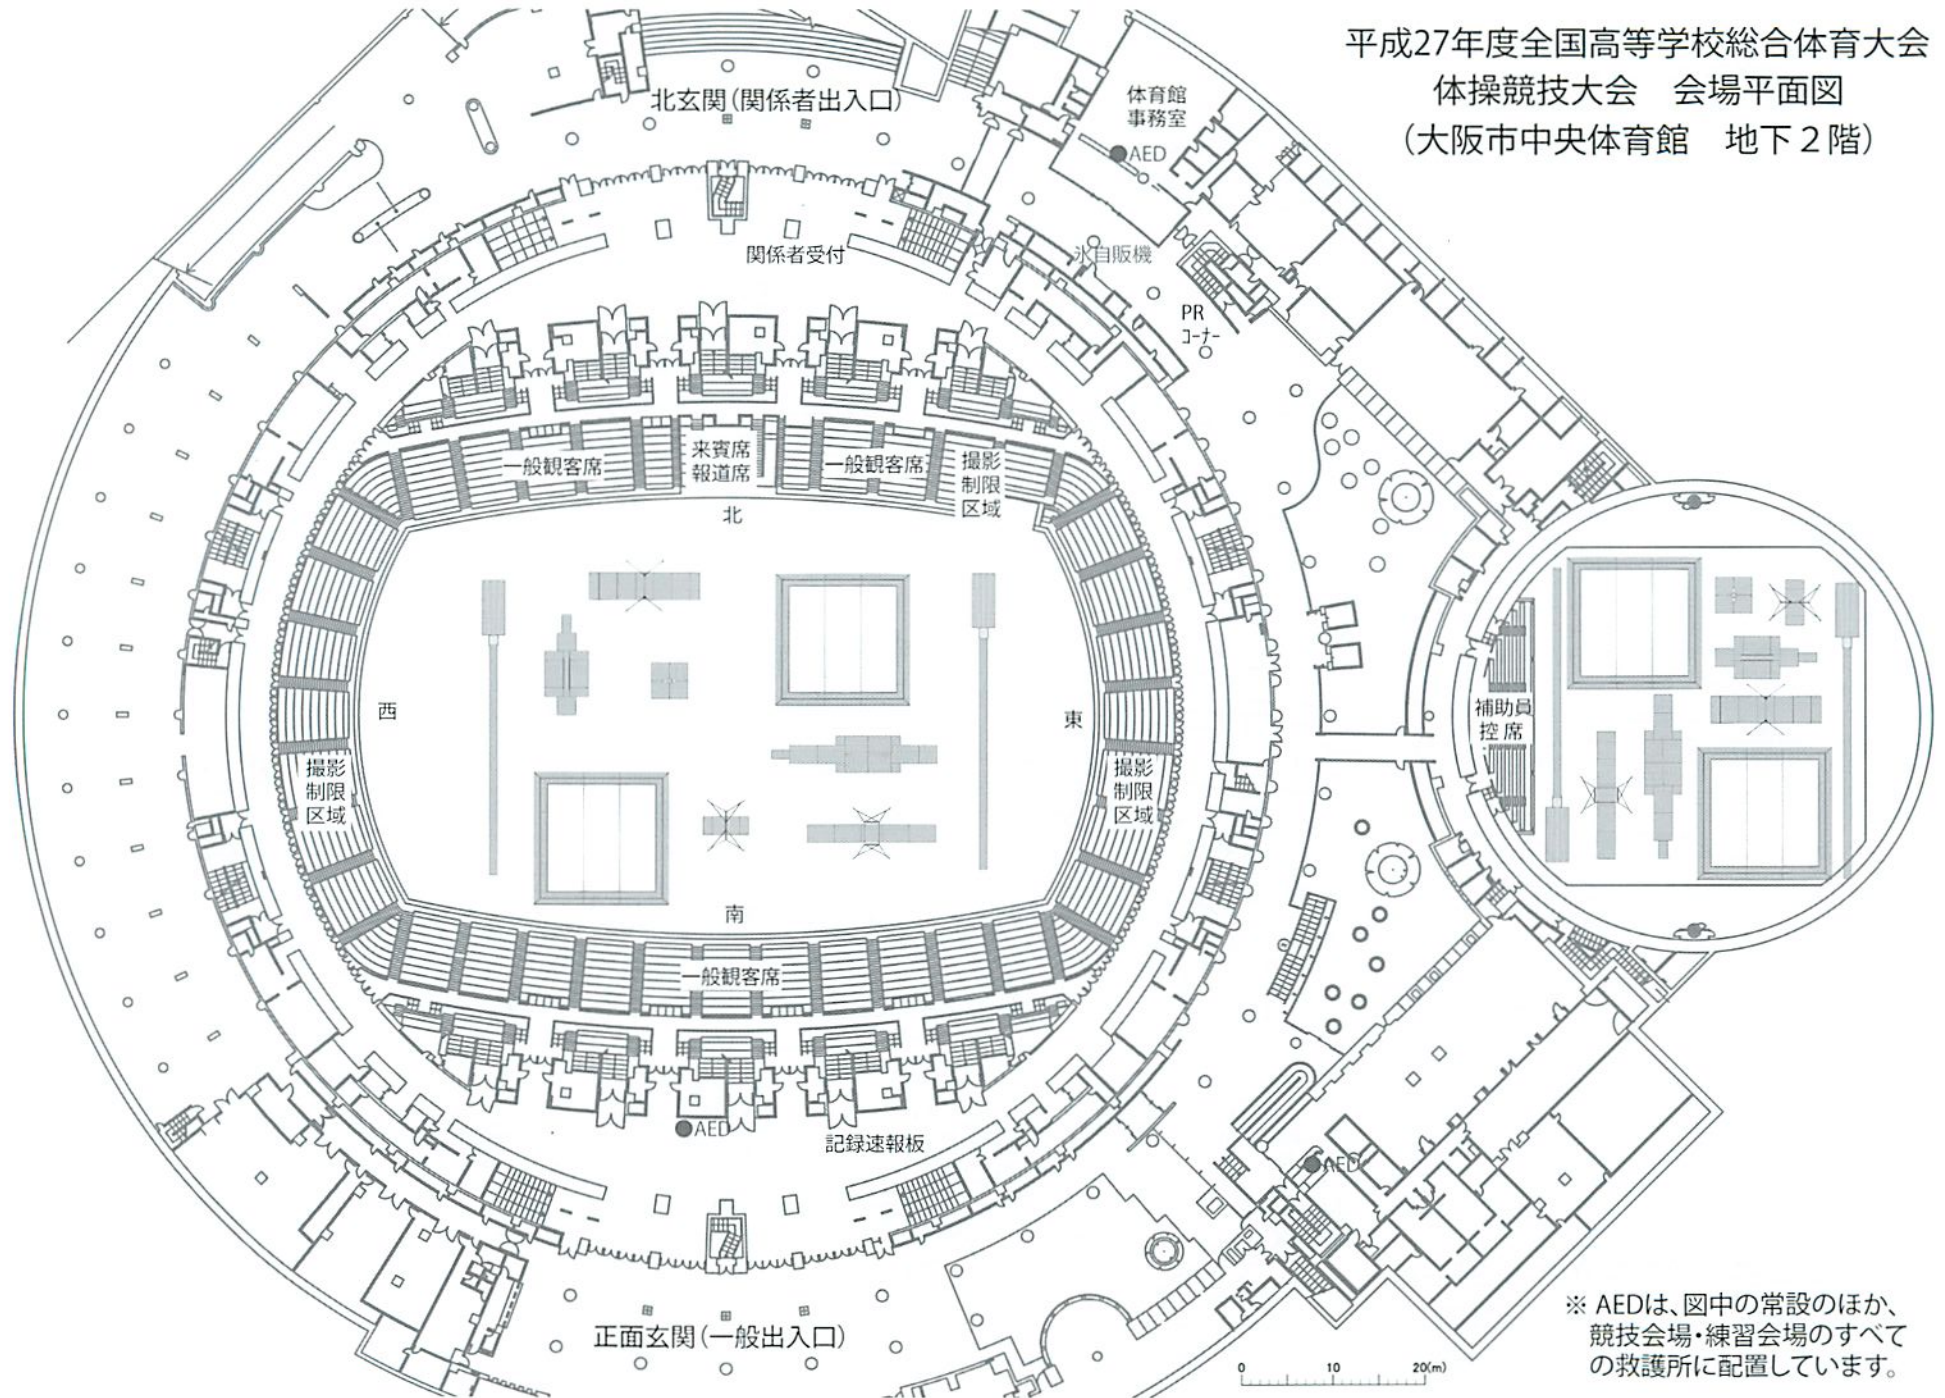 平成27年度全国高等学校総合体育大会
体操競技大会　会場平面図
（大阪市中央体育館　地下２階）
北玄関（関係者出入口）
体育館
事務室
AED
関係者受付
氷自販機
PR
コーナー
一般観客席
来賓席
報道席
一般観客席
撮影
制限
区域
北
西
東
補助員
控席
撮影
制限
区域
撮影
制限
区域
南
一般観客席
AED
記録速報板
AED
正面玄関（一般出入口）
※ AEDは、図中の常設のほか、
競技会場・練習会場のすべて
の救護所に配置しています。
0 10 20(m)